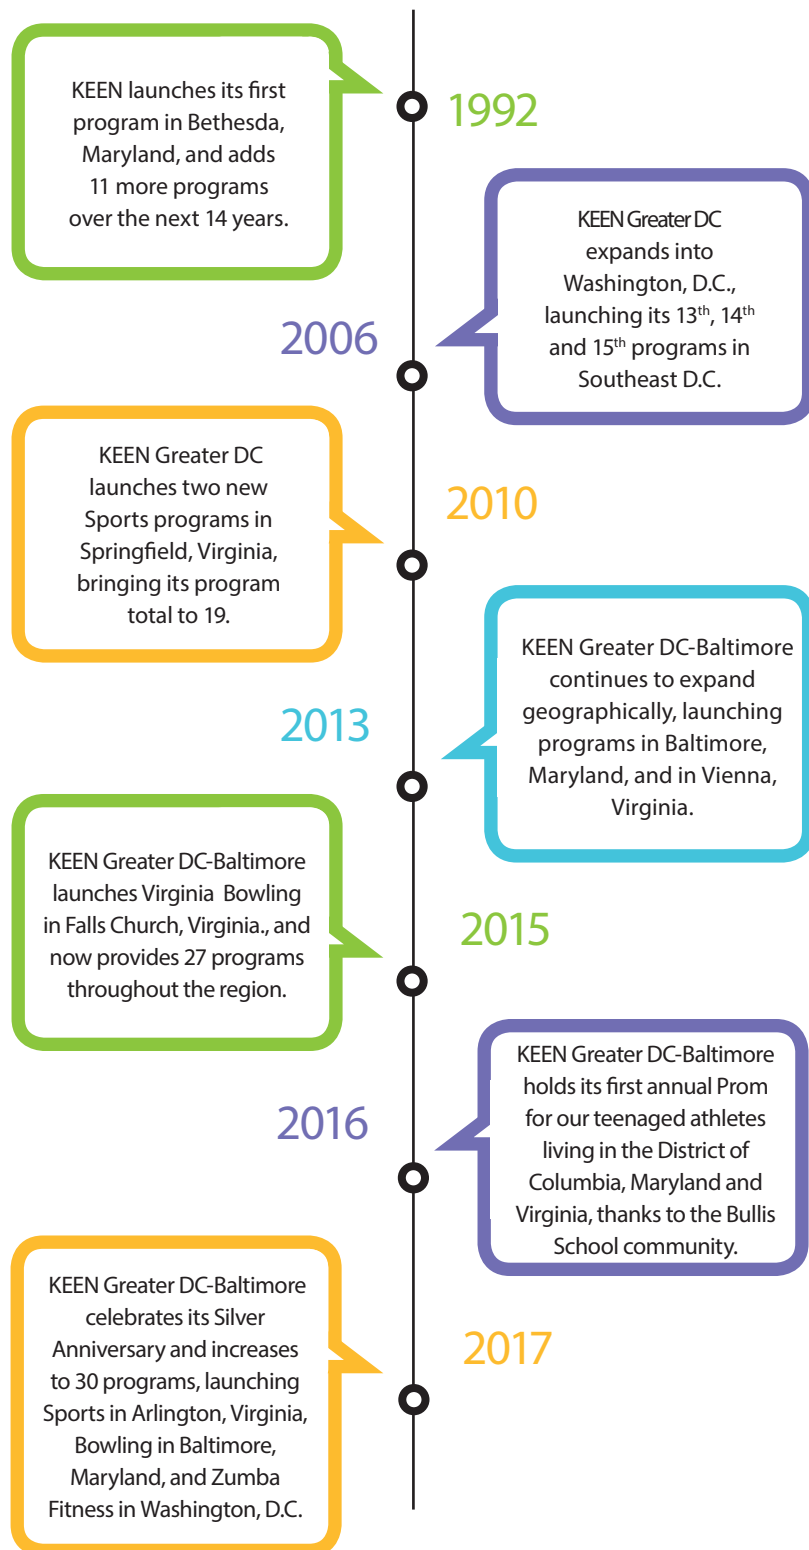 KEEN launches its first
program in Bethesda,
Maryland, and adds
11 more programs
over the next 14 years.
1992
KEEN Greater DC
expands into
Washington, D.C.,
launching its 13th, 14th
and 15th programs in
Southeast D.C.
2006
KEEN Greater DC
launches two new
Sports programs in
Springfield, Virginia,
bringing its program
total to 19.
2010
KEEN Greater DC-Baltimore
continues to expand
geographically, launching
programs in Baltimore,
Maryland, and in Vienna,
Virginia.
2013
KEEN Greater DC-Baltimore
launches Virginia Bowling
in Falls Church, Virginia., and
now provides 27 programs
throughout the region.
2015
KEEN Greater DC-Baltimore
holds its first annual Prom
for our teenaged athletes
living in the District of
Columbia, Maryland and
Virginia, thanks to the Bullis
School community.
2016
KEEN Greater DC-Baltimore
celebrates its Silver
Anniversary and increases
to 30 programs, launching
Sports in Arlington, Virginia,
Bowling in Baltimore,
Maryland, and Zumba
Fitness in Washington, D.C.
2017